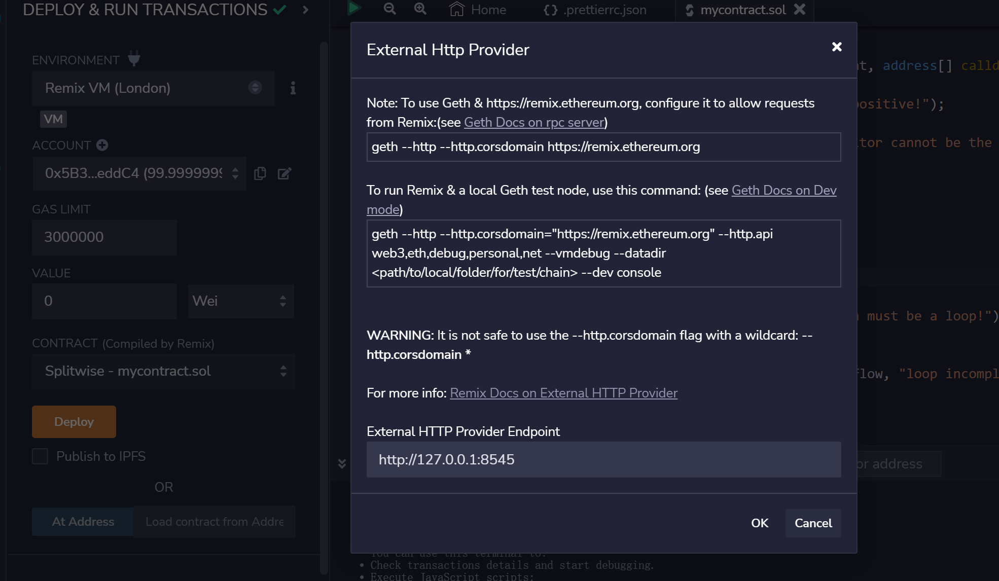 DEPLOY & RUN TRANSACTIONS
ENVIRONMENT
Remix VM (London)
VM
ACCOUNT
0x5B3...eddC4 (99.9999999
GAS LIMIT
3000000
VALUE
0
Wei
CONTRACT (Compiled by Remix)
Splitwise - mycontract.sol
Deploy
Publish to IPFS
OR
At Address
Load contract from Addre
Home
.prettierrc.json
mycontract.sol
External Http Provider
Note: To use Geth & https://remix.ethereum.org, configure it to allow requests
from Remix:(see Geth Docs on rpc server)
geth --http --http.corsdomain https://remix.ethereum.org
To run Remix & a local Geth test node, use this command: (see Geth Docs on Dev
mode)
geth --http --http.corsdomain="https://remix.ethereum.org" --http.api
web3,eth,debug,personal,net --vmdebug --datadir
<path/to/local/folder/for/test/chain> --dev console
WARNING: It is not safe to use the --http.corsdomain flag with a wildcard: --
http.corsdomain *
For more info: Remix Docs on External HTTP Provider
External HTTP Provider Endpoint
http://127.0.0.1:8545
OK
Cancel
t, address[] calld
ositive!");
tor cannot be the
must be a loop!")
flow, "loop incompl
or address
You can use this terminal to:
• Check transactions details and start debugging.
• Execute JavaScript scripts: